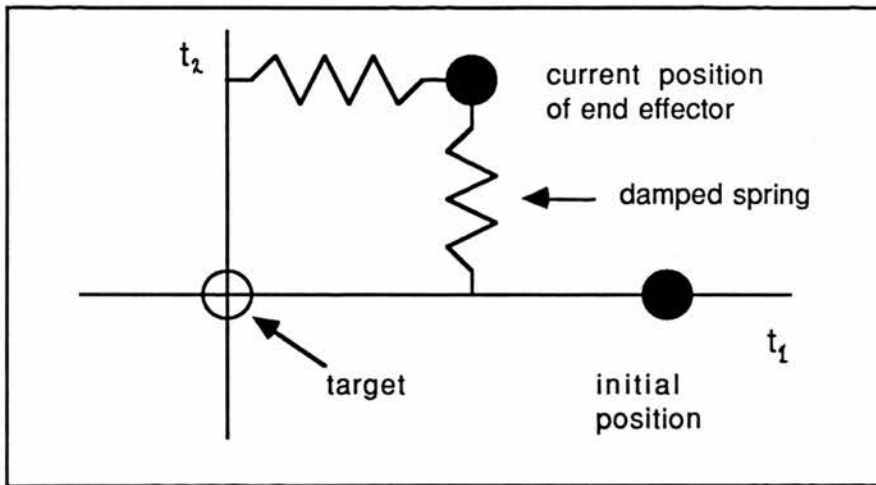 t₂
current position
of end effector
damped spring
t₁
target
initial
position